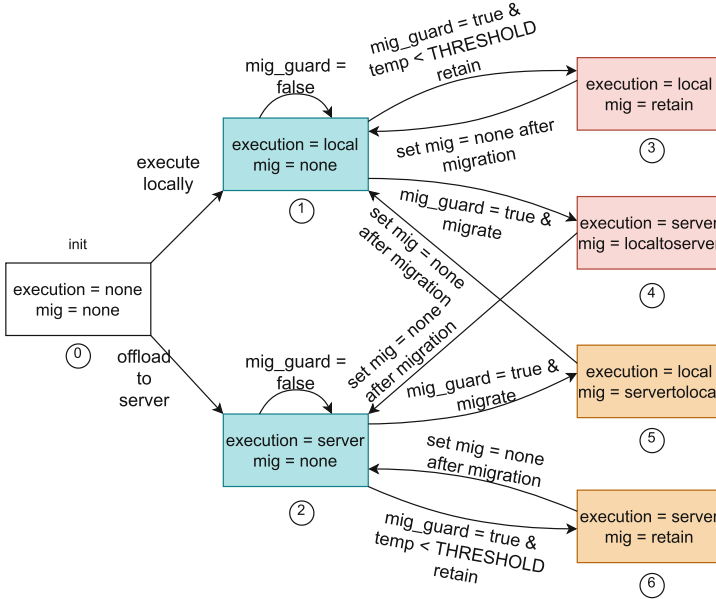 init
execution = none
mig = none
0
execute
locally
offload
to
server
mig_guard =
false
execution = local
mig = none
1
mig_guard =
false
execution = server
mig = none
2
mig_guard = true &
temp < THRESHOLD
retain
set mig = none after
migration
mig_guard = true &
migrate
set mig = none
after migration
set mig = none
after migration
mig_guard = true &
migrate
set mig = none
after migration
mig_guard = true &
temp < THRESHOLD
retain
execution = local
mig = retain
3
execution = server
mig = localtoserver
4
execution = local
mig = servertoloca
5
execution = server
mig = retain
6